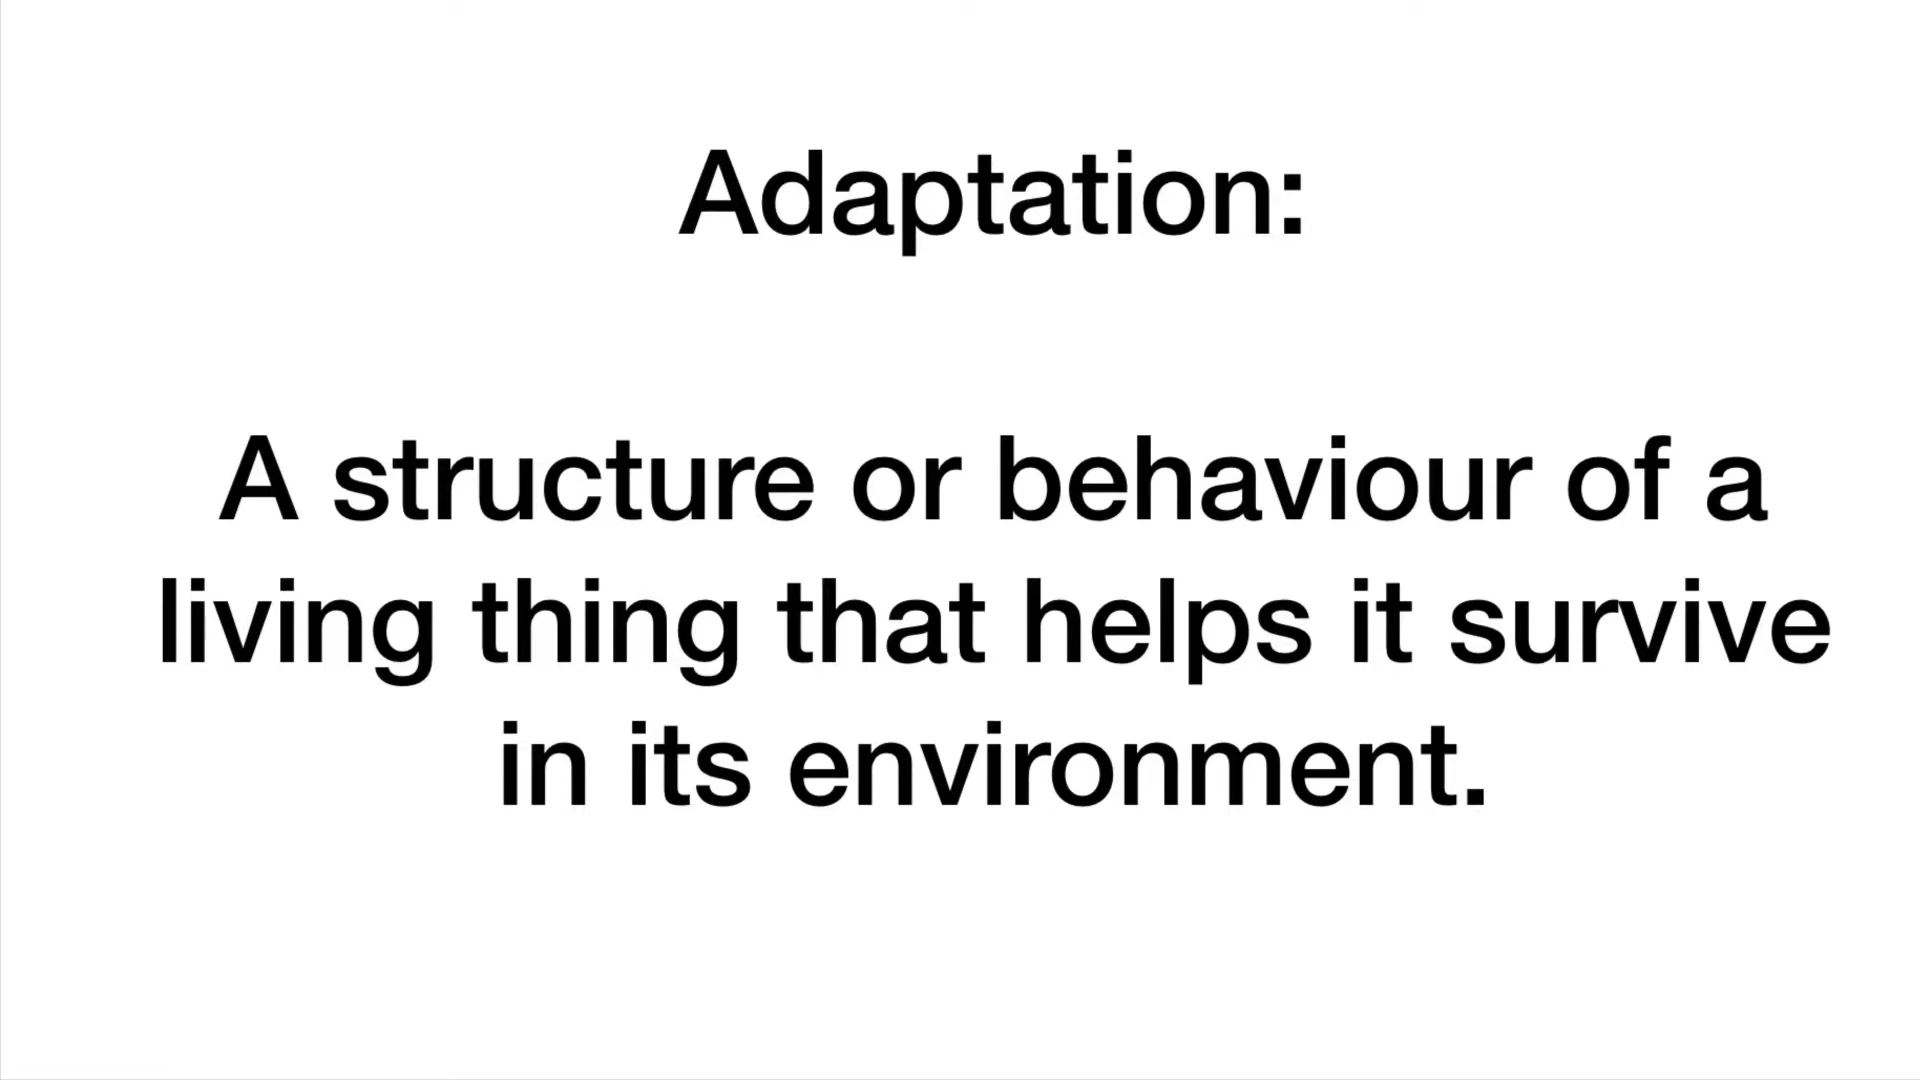 Adaptation:
A structure or behaviour of a
living thing that helps it survive
in its environment.